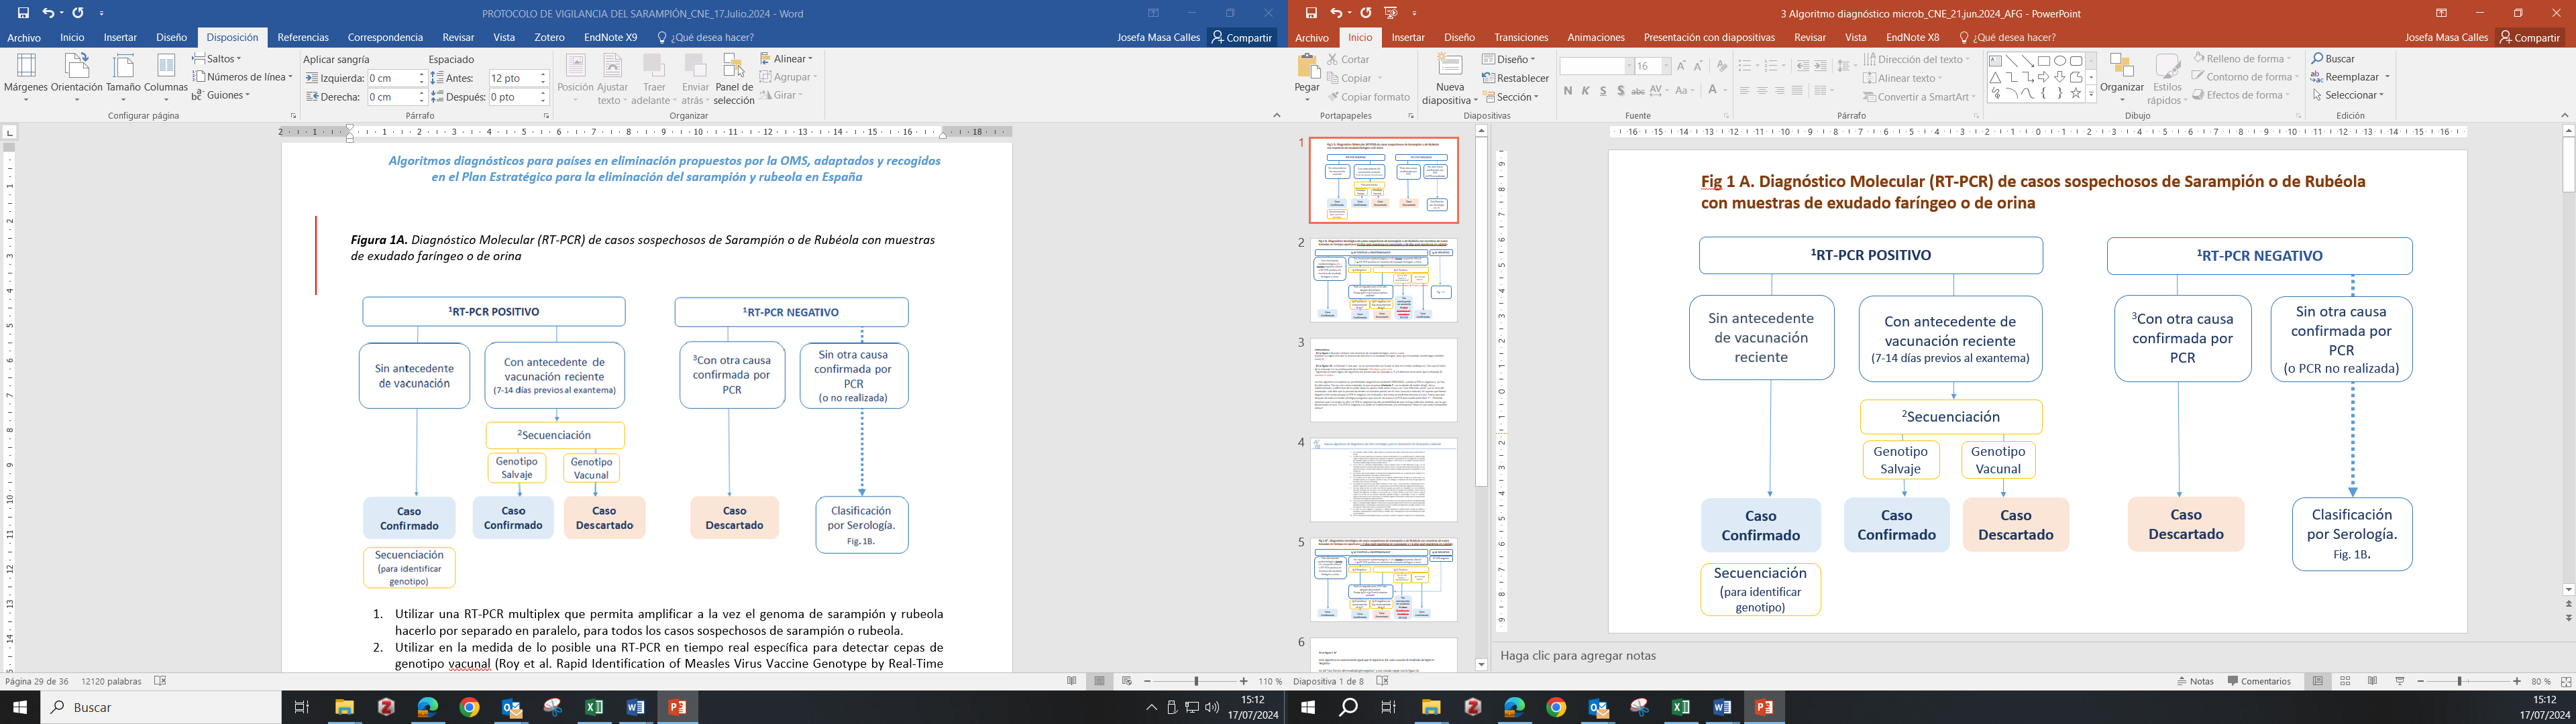 PROTOCOLO DE VIGILANCIA DEL SARAMPIÓN_CNE_17.Julio.2024 - Word
Archivo Inicio Insertar Diseño Disposición Referencias Correspondencia Revisar Vista Zotero EndNote X9 ¿Qué desea hacer? Josefa Masa Calles Compartir
Márgenes Orientación Tamaño Columnas
Saltos
Números de línea
Guiones
Configurar página
Aplicar sangría Espaciado
Izquierda: 0 cm Antes: 12 pto
Derecha: 0 cm Después: 0 pto
Párrafo
Posición Ajustar texto Traer adelante Enviar atrás Panel de selección
Alinear
Agrupar
Girar
Organizar
Algoritmos diagnósticos para países en eliminación propuestos por la OMS, adaptados y recogidos
en el Plan Estratégico para la eliminación del sarampión y rubeola en España
Figura 1A. Diagnóstico Molecular (RT-PCR) de casos sospechosos de Sarampión o de Rubéola con muestras
de exudado faríngeo o de orina
¹RT-PCR POSITIVO
¹RT-PCR NEGATIVO
Sin antecedente
de vacunación
Con antecedente de
vacunación reciente
(7-14 días previos al exantema)
³Con otra causa
confirmada por
PCR
Sin otra causa
confirmada por
PCR
(o no realizada)
²Secuenciación
Genotipo
Salvaje
Genotipo
Vacunal
Caso
Confirmado
Caso
Confirmado
Caso
Descartado
Caso
Descartado
Clasificación
por Serología.
Fig. 1B.
Secuenciación
(para identificar
genotipo)
1. Utilizar una RT-PCR multiplex que permita amplificar a la vez el genoma de sarampión y rubeola
hacerlo por separado en paralelo, para todos los casos sospechosos de sarampión o rubeola.
2. Utilizar en la medida de lo posible una RT-PCR en tiempo real específica para detectar cepas de
genotipo vacunal (Roy et al. Rapid Identification of Measles Virus Vaccine Genotype by Real-Time
Página 29 de 36 12120 palabras 110 %
3 Algoritmo diagnóstico microb_CNE_21.jun.2024_AFG - PowerPoint
Archivo Inicio Insertar Diseño Transiciones Animaciones Presentación con diapositivas Revisar Vista EndNote X8 ¿Qué desea hacer? Josefa Masa Calles Compartir
Pegar
Cortar
Copiar
Copiar formato
Portapapeles
Nueva diapositiva
Diseño
Restablecer
Sección
Diapositivas
16
N K S S abc AV Aa A
Fuente
Dirección del texto
Alinear texto
Convertir a SmartArt
Párrafo
Organizar Estilos rápidos
Relleno de forma
Contorno de forma
Efectos de forma
Dibujo
Buscar
Reemplazar
Seleccionar
Edición
1
2
3
4
5
6
Fig 1 A. Diagnóstico Molecular (RT-PCR) de casos sospechosos de Sarampión o de Rubéola
con muestras de exudado faríngeo o de orina
¹RT-PCR POSITIVO
¹RT-PCR NEGATIVO
Sin antecedente
de vacunación
reciente
Con antecedente de
vacunación reciente
(7-14 días previos al exantema)
³Con otra causa
confirmada por
PCR
Sin otra causa
confirmada por
PCR
(o PCR no realizada)
²Secuenciación
Genotipo
Salvaje
Genotipo
Vacunal
Caso
Confirmado
Caso
Confirmado
Caso
Descartado
Caso
Descartado
Clasificación
por Serología.
Fig. 1B.
Secuenciación
(para identificar
genotipo)
Haga clic para agregar notas
Diapositiva 1 de 8 Notas Comentarios 80 %
Buscar
15:12
17/07/2024
15:12
17/07/2024